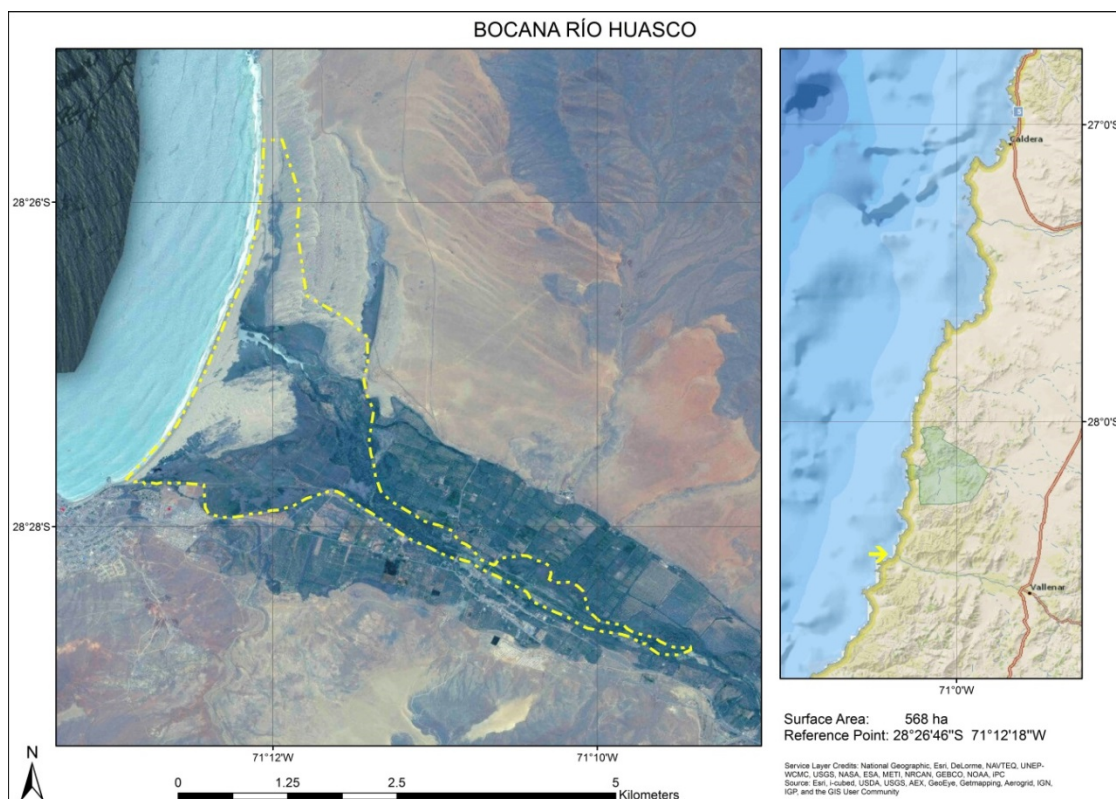 BOCANA RÍO HUASCO
28°26'S
28°28'S
71°12'W
71°10'W
N
0 1.25 2.5 5
Kilometers
Caldera
27°0'S
28°0'S
Vallenar
71°0'W
Surface Area: 568 ha
Reference Point: 28°26'46"S 71°12'18"W
Service Layer Credits: National Geographic, Esri, DeLorme, NAVTEQ, UNEP-
WCMC, USGS, NASA, ESA, METI, NRCAN, GEBCO, NOAA, iPC
Source: Esri, i-cubed, USDA, USGS, AEX, GeoEye, Getmapping, Aerogrid, IGN,
IGP, and the GIS User Community